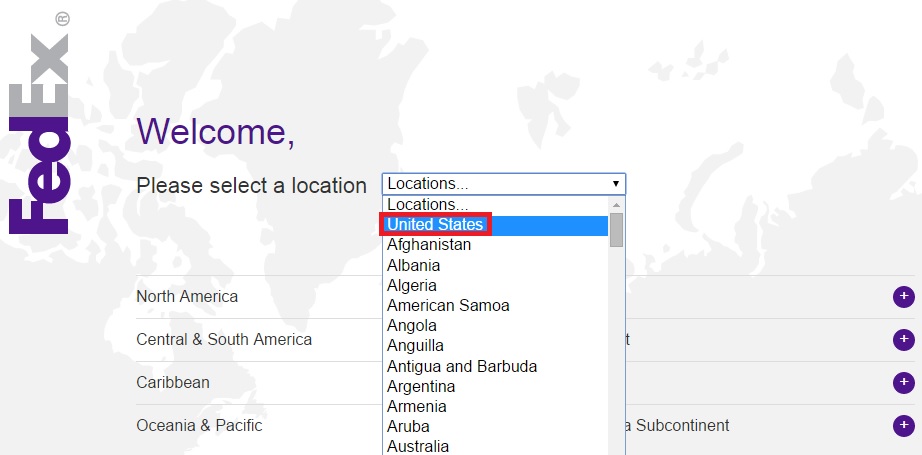 FedEx®
Welcome,
Please select a location
Locations...
Locations...
United States
Afghanistan
Albania
Algeria
American Samoa
Angola
Anguilla
Antigua and Barbuda
Argentina
Armenia
Aruba
Australia
North America
Central & South America
Caribbean
Oceania & Pacific
Subcontinent